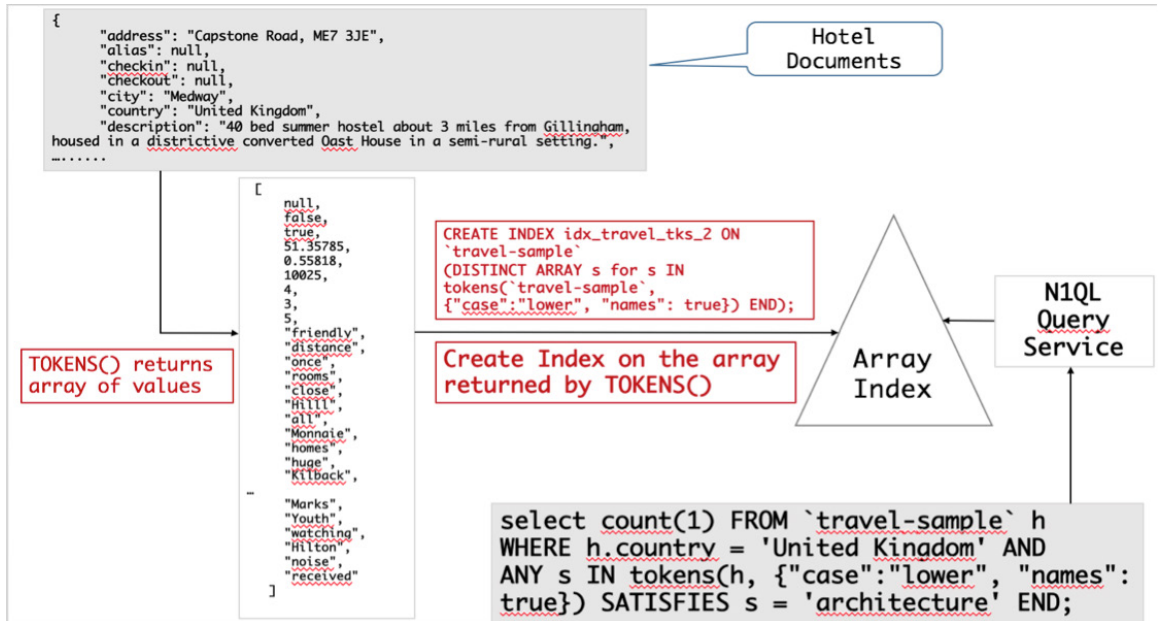 {
"address": "Capstone Road, ME7 3JE",
"alias": null,
"checkin": null,
"checkout": null,
"city": "Medway",
"country": "United Kingdom",
"description": "40 bed summer hostel about 3 miles from Gillingham,
housed in a districtive converted Oast House in a semi-rural setting.",
…......
Hotel
Documents
TOKENS() returns
array of values
[
null,
false,
true,
51.35785,
0.55818,
10025,
4,
3,
5,
"friendly",
"distance",
"once",
"rooms",
"close",
"Hilll",
"all",
"Monnaie",
"homes",
"huge",
"Kilback",
…
"Marks",
"Youth",
"watching",
"Hilton",
"noise",
"received"
]
CREATE INDEX idx_travel_tks_2 ON
`travel-sample`
(DISTINCT ARRAY s for s IN
tokens(`travel-sample`,
{"case":"lower", "names": true}) END);
Create Index on the array
returned by TOKENS()
Array
Index
N1QL
Query
Service
select count(1) FROM `travel-sample` h
WHERE h.country = 'United Kingdom' AND
ANY s IN tokens(h, {"case":"lower", "names":
true}) SATISFIES s = 'architecture' END;